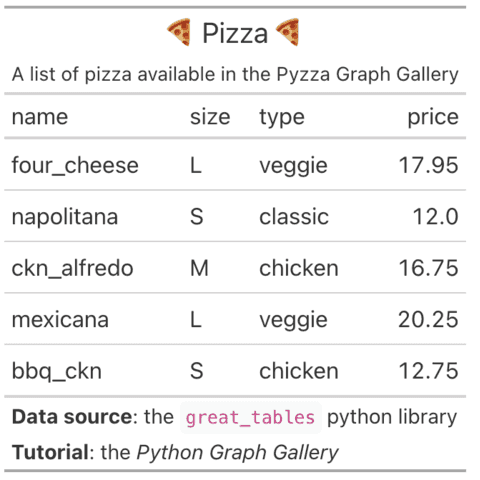 🍕 Pizza 🍕
A list of pizza available in the Pyzza Graph Gallery
name size type price
four_cheese L veggie 17.95
napolitana S classic 12.0
ckn_alfredo M chicken 16.75
mexicana L veggie 20.25
bbq_ckn S chicken 12.75
Data source: the great_tables python library
Tutorial: the Python Graph Gallery